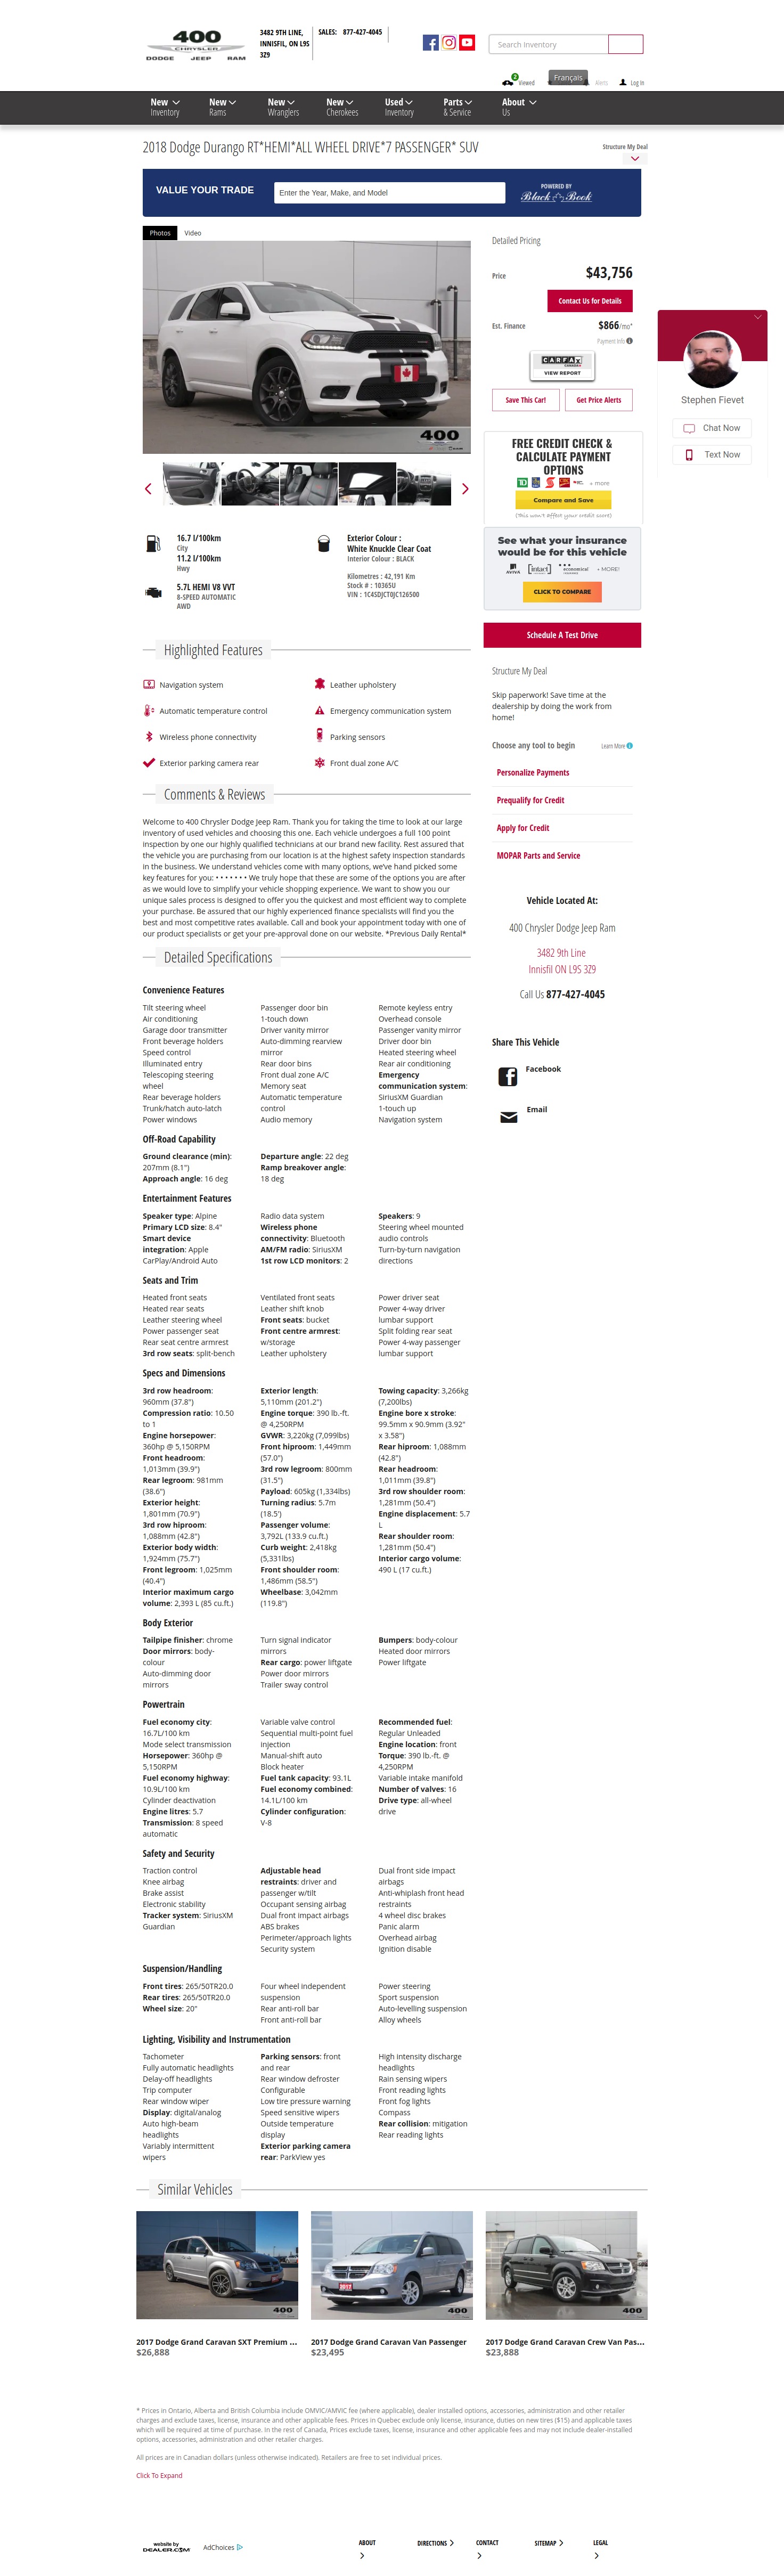 400
CHRYSLER
DODGE JEEP RAM
3482 9TH LINE,
INNISFIL, ON L9S
3Z9
SALES: 877-427-4045
Search Inventory
Français
2
Viewed
Alerts
Log In
New
Inventory
New
Rams
New
Wranglers
New
Cherokees
Used
Inventory
Parts
& Service
About
Us
2018 Dodge Durango RT*HEMI*ALL WHEEL DRIVE*7 PASSENGER* SUV
Structure My Deal
VALUE YOUR TRADE
Enter the Year, Make, and Model
POWERED BY
Black Book
Photos
Video
400
Detailed Pricing
Price $43,756
Contact Us for Details
Est. Finance $866/mo*
Payment info
CARFAX
CANADA
VIEW REPORT
Save This Car!
Get Price Alerts
Stephen Fievet
Chat Now
Text Now
FREE CREDIT CHECK &
CALCULATE PAYMENT
OPTIONS
+ more
Compare and Save
(This won't affect your credit score)
See what your insurance
would be for this vehicle
AVIVA [intact] economical + MORE!
CLICK TO COMPARE
Schedule A Test Drive
16.7 l/100km
City
11.2 l/100km
Hwy
5.7L HEMI V8 VVT
8-SPEED AUTOMATIC
AWD
Exterior Colour :
White Knuckle Clear Coat
Interior Colour : BLACK
Kilometres : 42,191 Km
Stock # : 10365U
VIN : 1C4SDJCT0JC126500
Highlighted Features
Navigation system
Leather upholstery
Automatic temperature control
Emergency communication system
Wireless phone connectivity
Parking sensors
Exterior parking camera rear
Front dual zone A/C
Structure My Deal
Skip paperwork! Save time at the
dealership by doing the work from
home!
Choose any tool to begin
Learn More
Personalize Payments
Prequalify for Credit
Apply for Credit
MOPAR Parts and Service
Comments & Reviews
Welcome to 400 Chrysler Dodge Jeep Ram. Thank you for taking the time to look at our large
inventory of used vehicles and choosing this one. Each vehicle undergoes a full 100 point
inspection by one our highly qualified technicians at our brand new facility. Rest assured that
the vehicle you are purchasing from our location is at the highest safety inspection standards
in the business. We understand vehicles come with many options, we've hand picked some
key features for you: • • • • • • • We truly hope that these are some of the options you are after
as we would love to simplify your vehicle shopping experience. We want to show you our
unique sales process is designed to offer you the quickest and most efficient way to complete
your purchase. Be assured that our highly experienced finance specialists will find you the
best and most competitive rates available. Call and book your appointment today with one of
our product specialists or get your pre-approval done on our website. *Previous Daily Rental*
Vehicle Located At:
400 Chrysler Dodge Jeep Ram
3482 9th Line
Innisfil ON L9S 3Z9
Call Us 877-427-4045
Share This Vehicle
Facebook
Email
Detailed Specifications
Convenience Features
Tilt steering wheel
Air conditioning
Garage door transmitter
Front beverage holders
Speed control
Illuminated entry
Telescoping steering
wheel
Rear beverage holders
Trunk/hatch auto-latch
Power windows
Passenger door bin
1-touch down
Driver vanity mirror
Auto-dimming rearview
mirror
Rear door bins
Front dual zone A/C
Memory seat
Automatic temperature
control
Audio memory
Remote keyless entry
Overhead console
Passenger vanity mirror
Driver door bin
Heated steering wheel
Rear air conditioning
Emergency
communication system:
SiriusXM Guardian
1-touch up
Navigation system
Off-Road Capability
Ground clearance (min):
207mm (8.1")
Approach angle: 16 deg
Departure angle: 22 deg
Ramp breakover angle:
18 deg
Entertainment Features
Speaker type: Alpine
Primary LCD size: 8.4"
Smart device
integration: Apple
CarPlay/Android Auto
Radio data system
Wireless phone
connectivity: Bluetooth
AM/FM radio: SiriusXM
1st row LCD monitors: 2
Speakers: 9
Steering wheel mounted
audio controls
Turn-by-turn navigation
directions
Seats and Trim
Heated front seats
Heated rear seats
Leather steering wheel
Power passenger seat
Rear seat centre armrest
3rd row seats: split-bench
Ventilated front seats
Leather shift knob
Front seats: bucket
Front centre armrest:
w/storage
Leather upholstery
Power driver seat
Power 4-way driver
lumbar support
Split folding rear seat
Power 4-way passenger
lumbar support
Specs and Dimensions
3rd row headroom:
960mm (37.8")
Compression ratio: 10.50
to 1
Engine horsepower:
360hp @ 5,150RPM
Front headroom:
1,013mm (39.9")
Rear legroom: 981mm
(38.6")
Exterior height:
1,801mm (70.9")
3rd row hiproom:
1,088mm (42.8")
Exterior body width:
1,924mm (75.7")
Front legroom: 1,025mm
(40.4")
Interior maximum cargo
volume: 2,393 L (85 cu.ft.)
Exterior length:
5,110mm (201.2")
Engine torque: 390 lb.-ft.
@ 4,250RPM
GVWR: 3,220kg (7,099lbs)
Front hiproom: 1,449mm
(57.0")
3rd row legroom: 800mm
(31.5")
Payload: 605kg (1,334lbs)
Turning radius: 5.7m
(18.5')
Passenger volume:
3,792L (133.9 cu.ft.)
Curb weight: 2,418kg
(5,331lbs)
Front shoulder room:
1,486mm (58.5")
Wheelbase: 3,042mm
(119.8")
Towing capacity: 3,266kg
(7,200lbs)
Engine bore x stroke:
99.5mm x 90.9mm (3.92"
x 3.58")
Rear hiproom: 1,088mm
(42.8")
Rear headroom:
1,011mm (39.8")
3rd row shoulder room:
1,281mm (50.4")
Engine displacement: 5.7
L
Rear shoulder room:
1,281mm (50.4")
Interior cargo volume:
490 L (17 cu.ft.)
Body Exterior
Tailpipe finisher: chrome
Door mirrors: body-
colour
Auto-dimming door
mirrors
Turn signal indicator
mirrors
Rear cargo: power liftgate
Power door mirrors
Trailer sway control
Bumpers: body-colour
Heated door mirrors
Power liftgate
Powertrain
Fuel economy city:
16.7L/100 km
Mode select transmission
Horsepower: 360hp @
5,150RPM
Fuel economy highway:
10.9L/100 km
Cylinder deactivation
Engine litres: 5.7
Transmission: 8 speed
automatic
Variable valve control
Sequential multi-point fuel
injection
Manual-shift auto
Block heater
Fuel tank capacity: 93.1L
Fuel economy combined:
14.1L/100 km
Cylinder configuration:
V-8
Recommended fuel:
Regular Unleaded
Engine location: front
Torque: 390 lb.-ft. @
4,250RPM
Variable intake manifold
Number of valves: 16
Drive type: all-wheel
drive
Safety and Security
Traction control
Knee airbag
Brake assist
Electronic stability
Tracker system: SiriusXM
Guardian
Adjustable head
restraints: driver and
passenger w/tilt
Occupant sensing airbag
Dual front impact airbags
ABS brakes
Perimeter/approach lights
Security system
Dual front side impact
airbags
Anti-whiplash front head
restraints
4 wheel disc brakes
Panic alarm
Overhead airbag
Ignition disable
Suspension/Handling
Front tires: 265/50TR20.0
Rear tires: 265/50TR20.0
Wheel size: 20"
Four wheel independent
suspension
Rear anti-roll bar
Front anti-roll bar
Power steering
Sport suspension
Auto-levelling suspension
Alloy wheels
Lighting, Visibility and Instrumentation
Tachometer
Fully automatic headlights
Delay-off headlights
Trip computer
Rear window wiper
Display: digital/analog
Auto high-beam
headlights
Variably intermittent
wipers
Parking sensors: front
and rear
Rear window defroster
Configurable
Low tire pressure warning
Speed sensitive wipers
Outside temperature
display
Exterior parking camera
rear: ParkView yes
High intensity discharge
headlights
Rain sensing wipers
Front reading lights
Front fog lights
Compass
Rear collision: mitigation
Rear reading lights
Similar Vehicles
400
2017
400
400
2017 Dodge Grand Caravan SXT Premium ...
$26,888
2017 Dodge Grand Caravan Van Passenger
$23,495
2017 Dodge Grand Caravan Crew Van Pas...
$23,888
* Prices in Ontario, Alberta and British Columbia include OMVIC/AMVIC fee (where applicable), dealer installed options, accessories, administration and other retailer
charges and exclude taxes, license, insurance and other applicable fees. Prices in Quebec exclude only license, insurance, duties on new tires ($15) and applicable taxes
which will be required at time of purchase. In the rest of Canada, Prices exclude taxes, license, insurance and other applicable fees and may not include dealer-installed
options, accessories, administration and other retailer charges.
All prices are in Canadian dollars (unless otherwise indicated). Retailers are free to set individual prices.
Click To Expand
website by
DEALER.COM
AdChoices
ABOUT
DIRECTIONS
CONTACT
SITEMAP
LEGAL